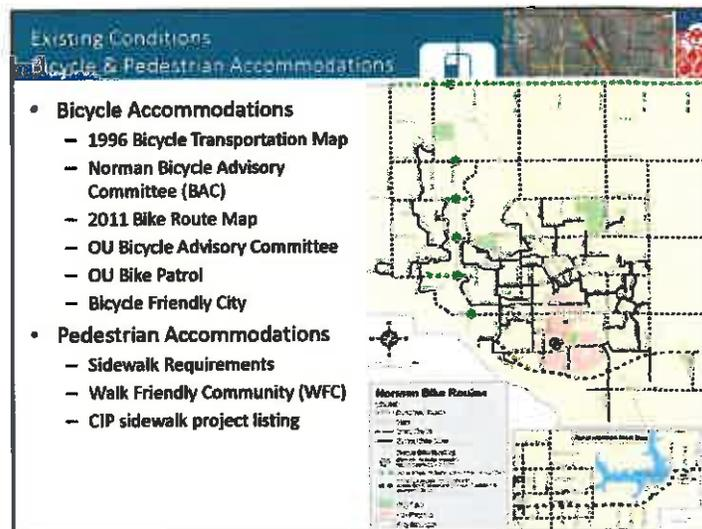 Existing Conditions
Bicycle & Pedestrian Accommodations
• Bicycle Accommodations
– 1996 Bicycle Transportation Map
– Norman Bicycle Advisory
Committee (BAC)
– 2011 Bike Route Map
– OU Bicycle Advisory Committee
– OU Bike Patrol
– Bicycle Friendly City
• Pedestrian Accommodations
– Sidewalk Requirements
– Walk Friendly Community (WFC)
– CIP sidewalk project listing
Norman Bike Routes